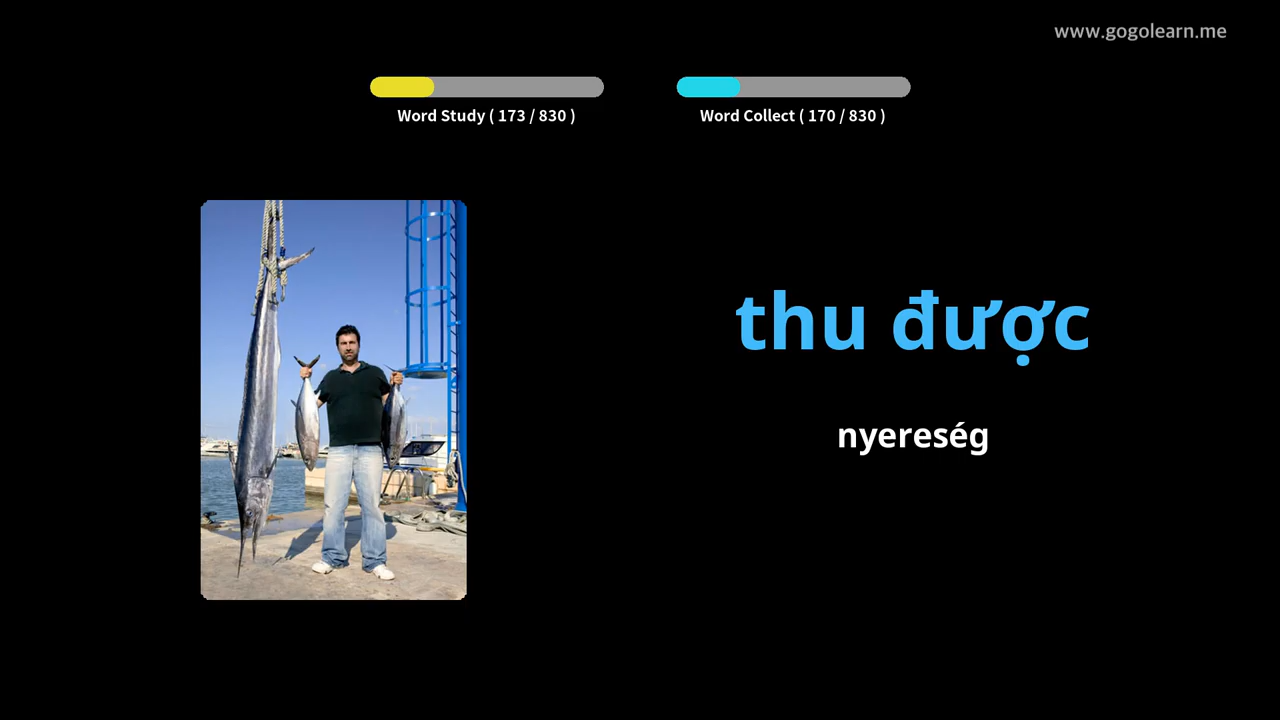 www.gogolearn.me
Word Study ( 173 / 830 )
Word Collect ( 170 / 830 )
thu được
nyereség